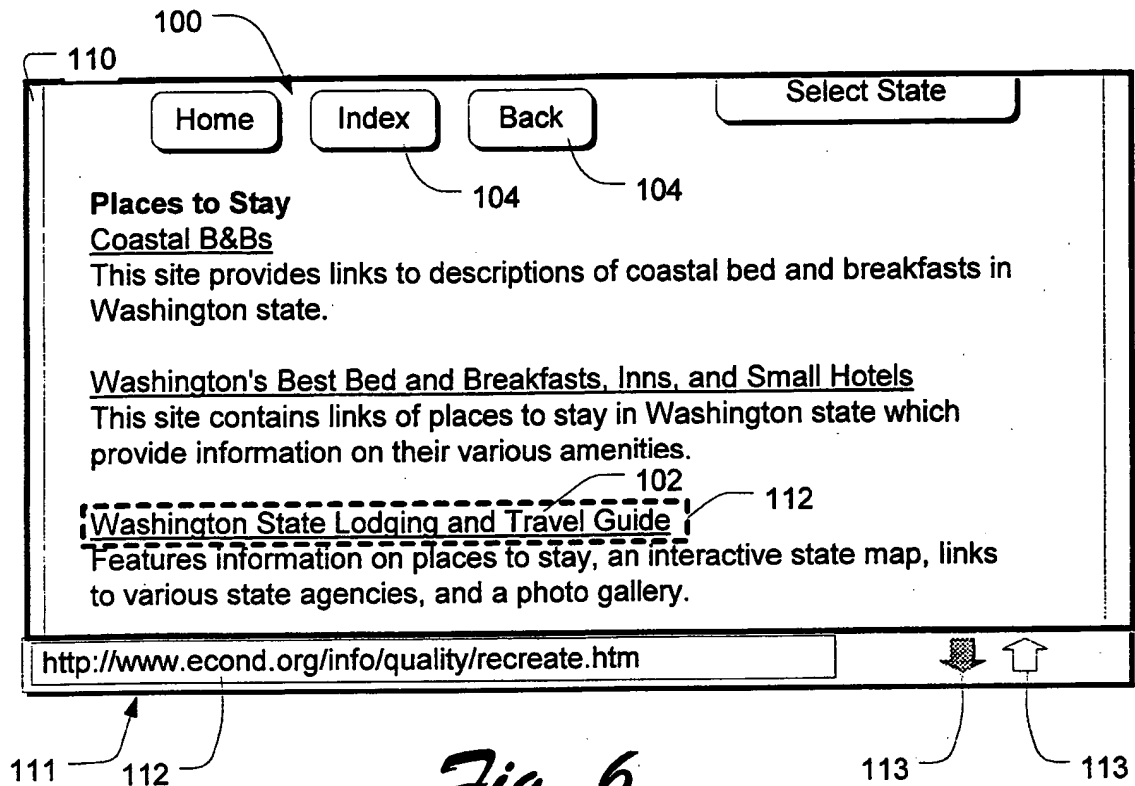 100
110
Home Index Back Select State
104 104
Places to Stay
Coastal B&Bs
This site provides links to descriptions of coastal bed and breakfasts in
Washington state.
Washington's Best Bed and Breakfasts, Inns, and Small Hotels
This site contains links of places to stay in Washington state which
provide information on their various amenities.
102
112
Washington State Lodging and Travel Guide
Features information on places to stay, an interactive state map, links
to various state agencies, and a photo gallery.
http://www.econd.org/info/quality/recreate.htm
111 112 113 113
Fig. 6